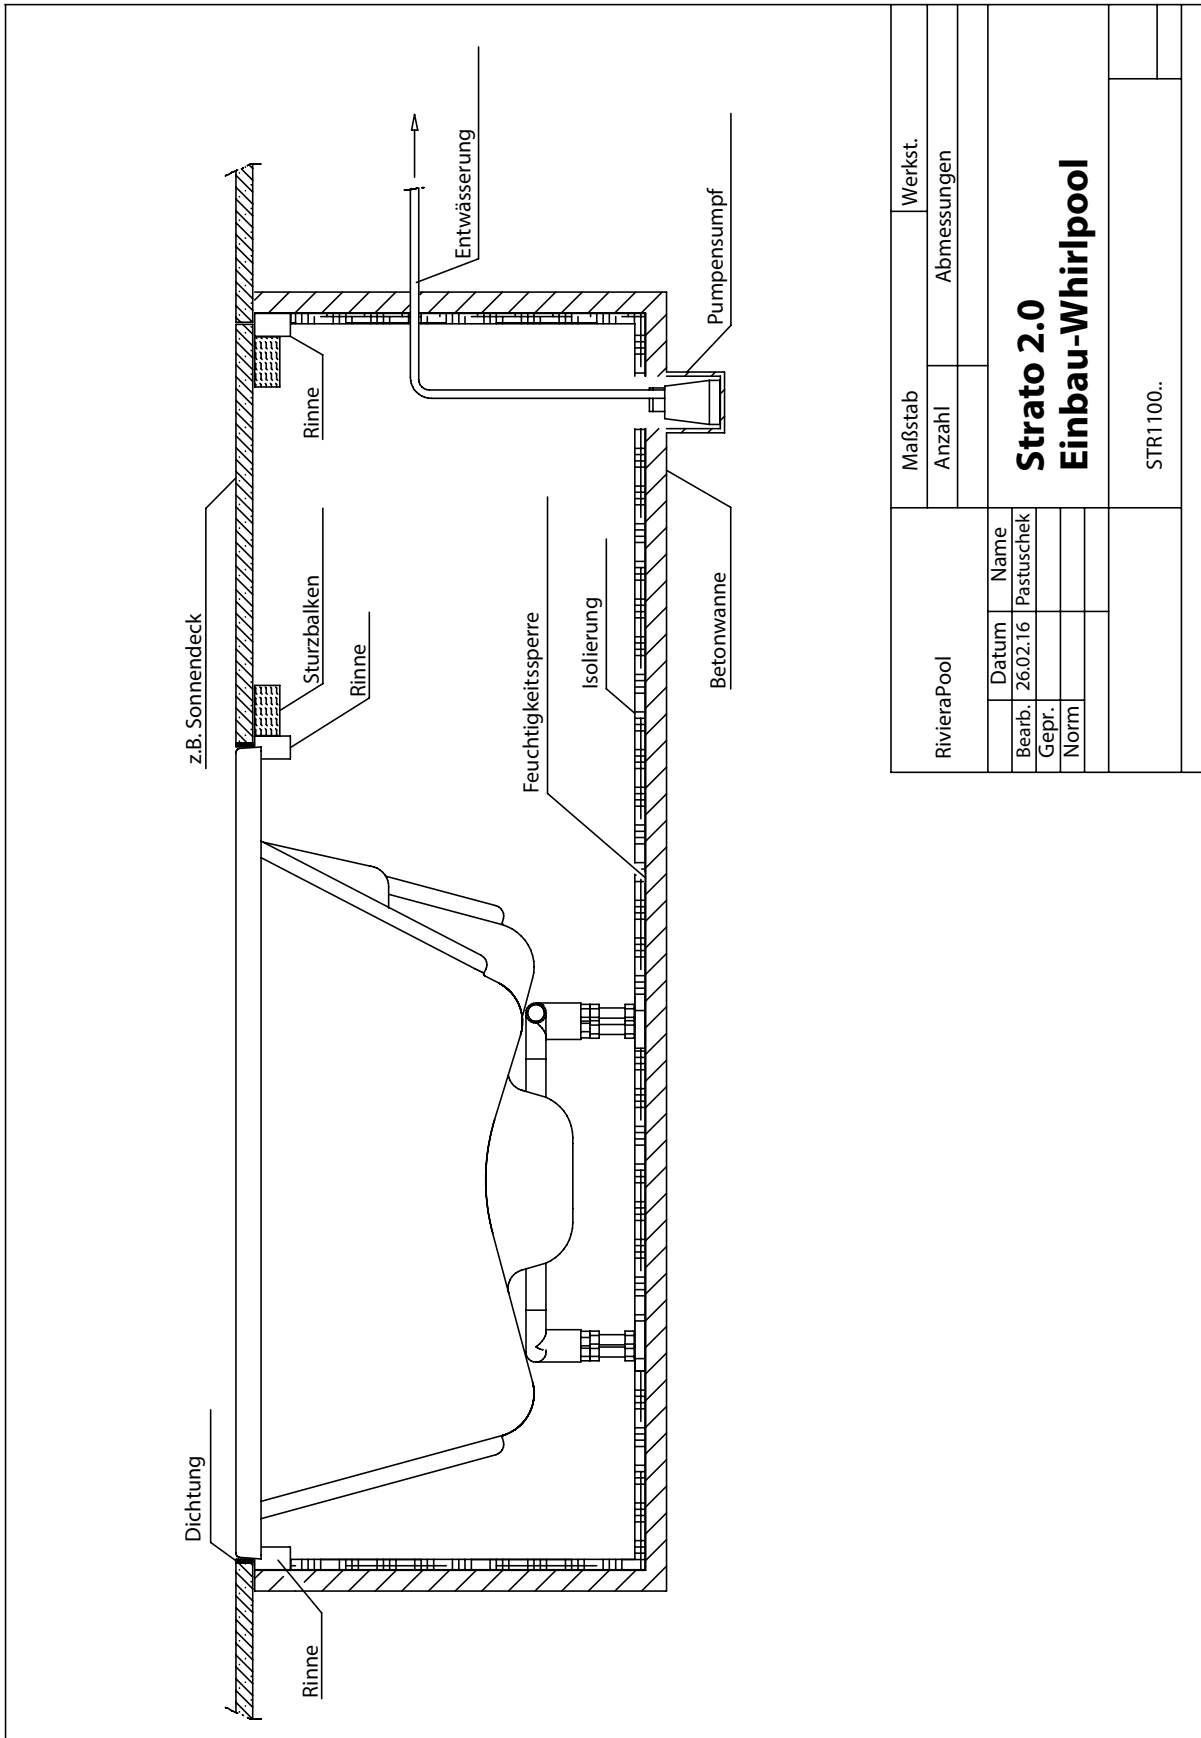 Dichtung
z.B. Sonnendeck
Rinne
Sturzbalken
Rinne
Rinne
Entwässerung
Feuchtigkeitssperre
Isolierung
Betonwanne
Pumpensumpf
RivieraPool
Maßstab
Werkst.
Anzahl
Abmessungen
Datum
Name
Bearb.
26.02.16
Pastuschek
Gepr.
Norm
Strato 2.0
Einbau-Whirlpool
STR1100..